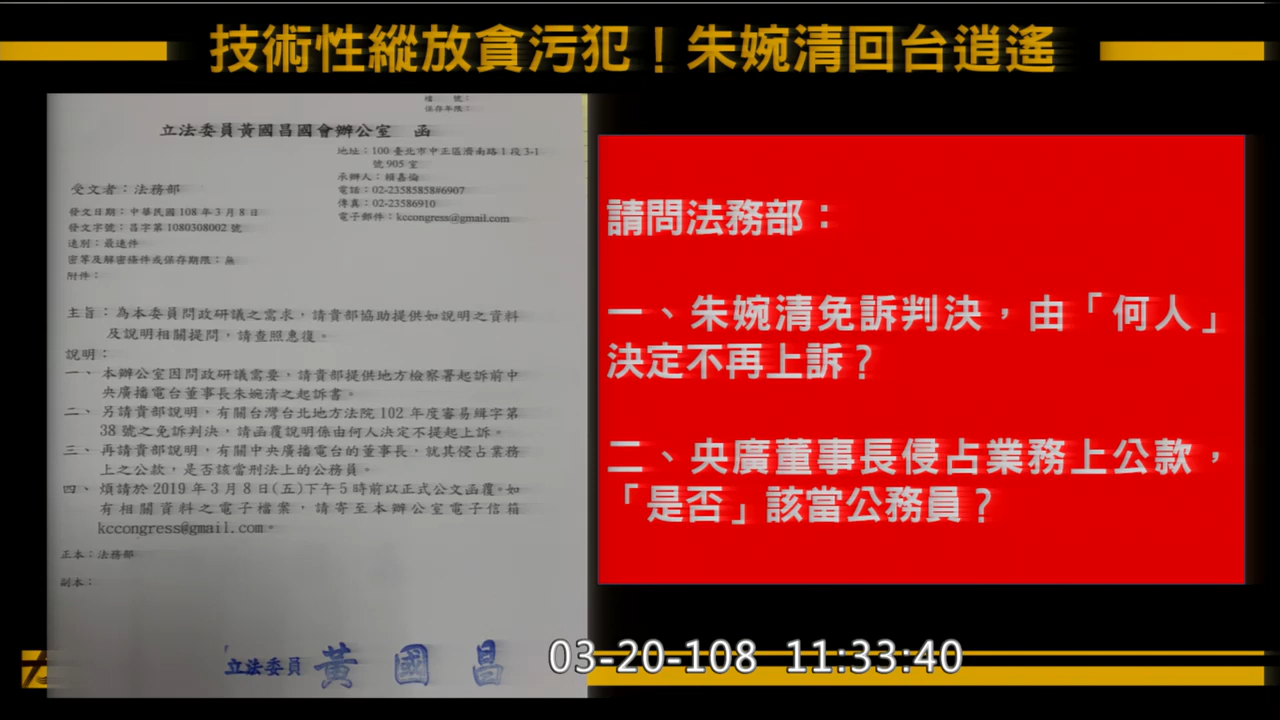 技術性縱放貪污犯！朱婉清回台逍遙
檔　號：
保存年限：
立法委員黃國昌國會辦公室　函
地址：100 臺北市中正區濟南路1段3-1
號905室
承辦人：賴嘉倫
電話：02-23585858#6907
傳真：02-23586910
電子郵件：kccongress@gmail.com
受文者：法務部
發文日期：中華民國108年3月8日
發文字號：昌字第1080308002號
速別：最速件
密等及解密條件或保存期限：無
附件：
主旨：為本委員問政研議之需求，請貴部協助提供如說明之資料
及說明相關提問，請查照惠復。
說明：
一、本辦公室因問政研議需要，請貴部提供地方檢察署起訴前中
央廣播電台董事長朱婉清之起訴書。
二、另請貴部說明，有關台灣台北地方法院102年度審易緝字第
38號之免訴判決，請函覆說明係由何人決定不提起上訴。
三、再請貴部說明，有關中央廣播電台的董事長，就其侵占業務
上之公款，是否該當刑法上的公務員。
四、煩請於2019年3月8日(五)下午5時前以正式公文函覆。如
有相關資料之電子檔案，請寄至本辦公室電子信箱
kccongress@gmail.com。
正本：法務部
副本：
立法委員 黃國昌
請問法務部：
一、朱婉清免訴判決，由「何人」
決定不再上訴？
二、央廣董事長侵占業務上公款，
「是否」該當公務員？
03-20-108 11:33:40